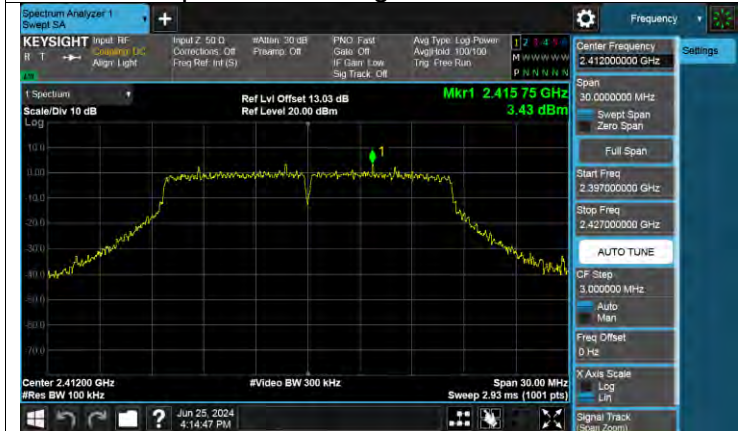 Spectrum Analyzer 1
Swept SA
+
Frequency
KEYSIGHT
R T
Input: RF
Coupling: DC
Align: Light
Input Z: 50 Ω
Corrections: Off
Freq Ref: Int (S)
#Atten: 30 dB
Preamp: Off
PNO: Fast
Gate: Off
IF Gain: Low
Sig Track: Off
Avg Type: Log-Power
Avg|Hold: 100/100
Trig: Free Run
1 2 3 4 5 6
M W W W W W
P N N N N N
1 Spectrum
Scale/Div 10 dB
Log
Ref Lvl Offset 13.03 dB
Ref Level 20.00 dBm
Mkr1 2.415 75 GHz
3.43 dBm
1
10.0
0.00
-10.0
-20.0
-30.0
-40.0
-50.0
-60.0
-70.0
Center 2.41200 GHz
#Res BW 100 kHz
#Video BW 300 kHz
Span 30.00 MHz
Sweep 2.93 ms (1001 pts)
Center Frequency
2.412000000 GHz
Settings
Span
30.0000000 MHz
Swept Span
Zero Span
Full Span
Start Freq
2.397000000 GHz
Stop Freq
2.427000000 GHz
AUTO TUNE
CF Step
3.000000 MHz
Auto
Man
Freq Offset
0 Hz
X Axis Scale
Log
Lin
Signal Track
(Span Zoom)
?
Jun 25, 2024
4:14:47 PM